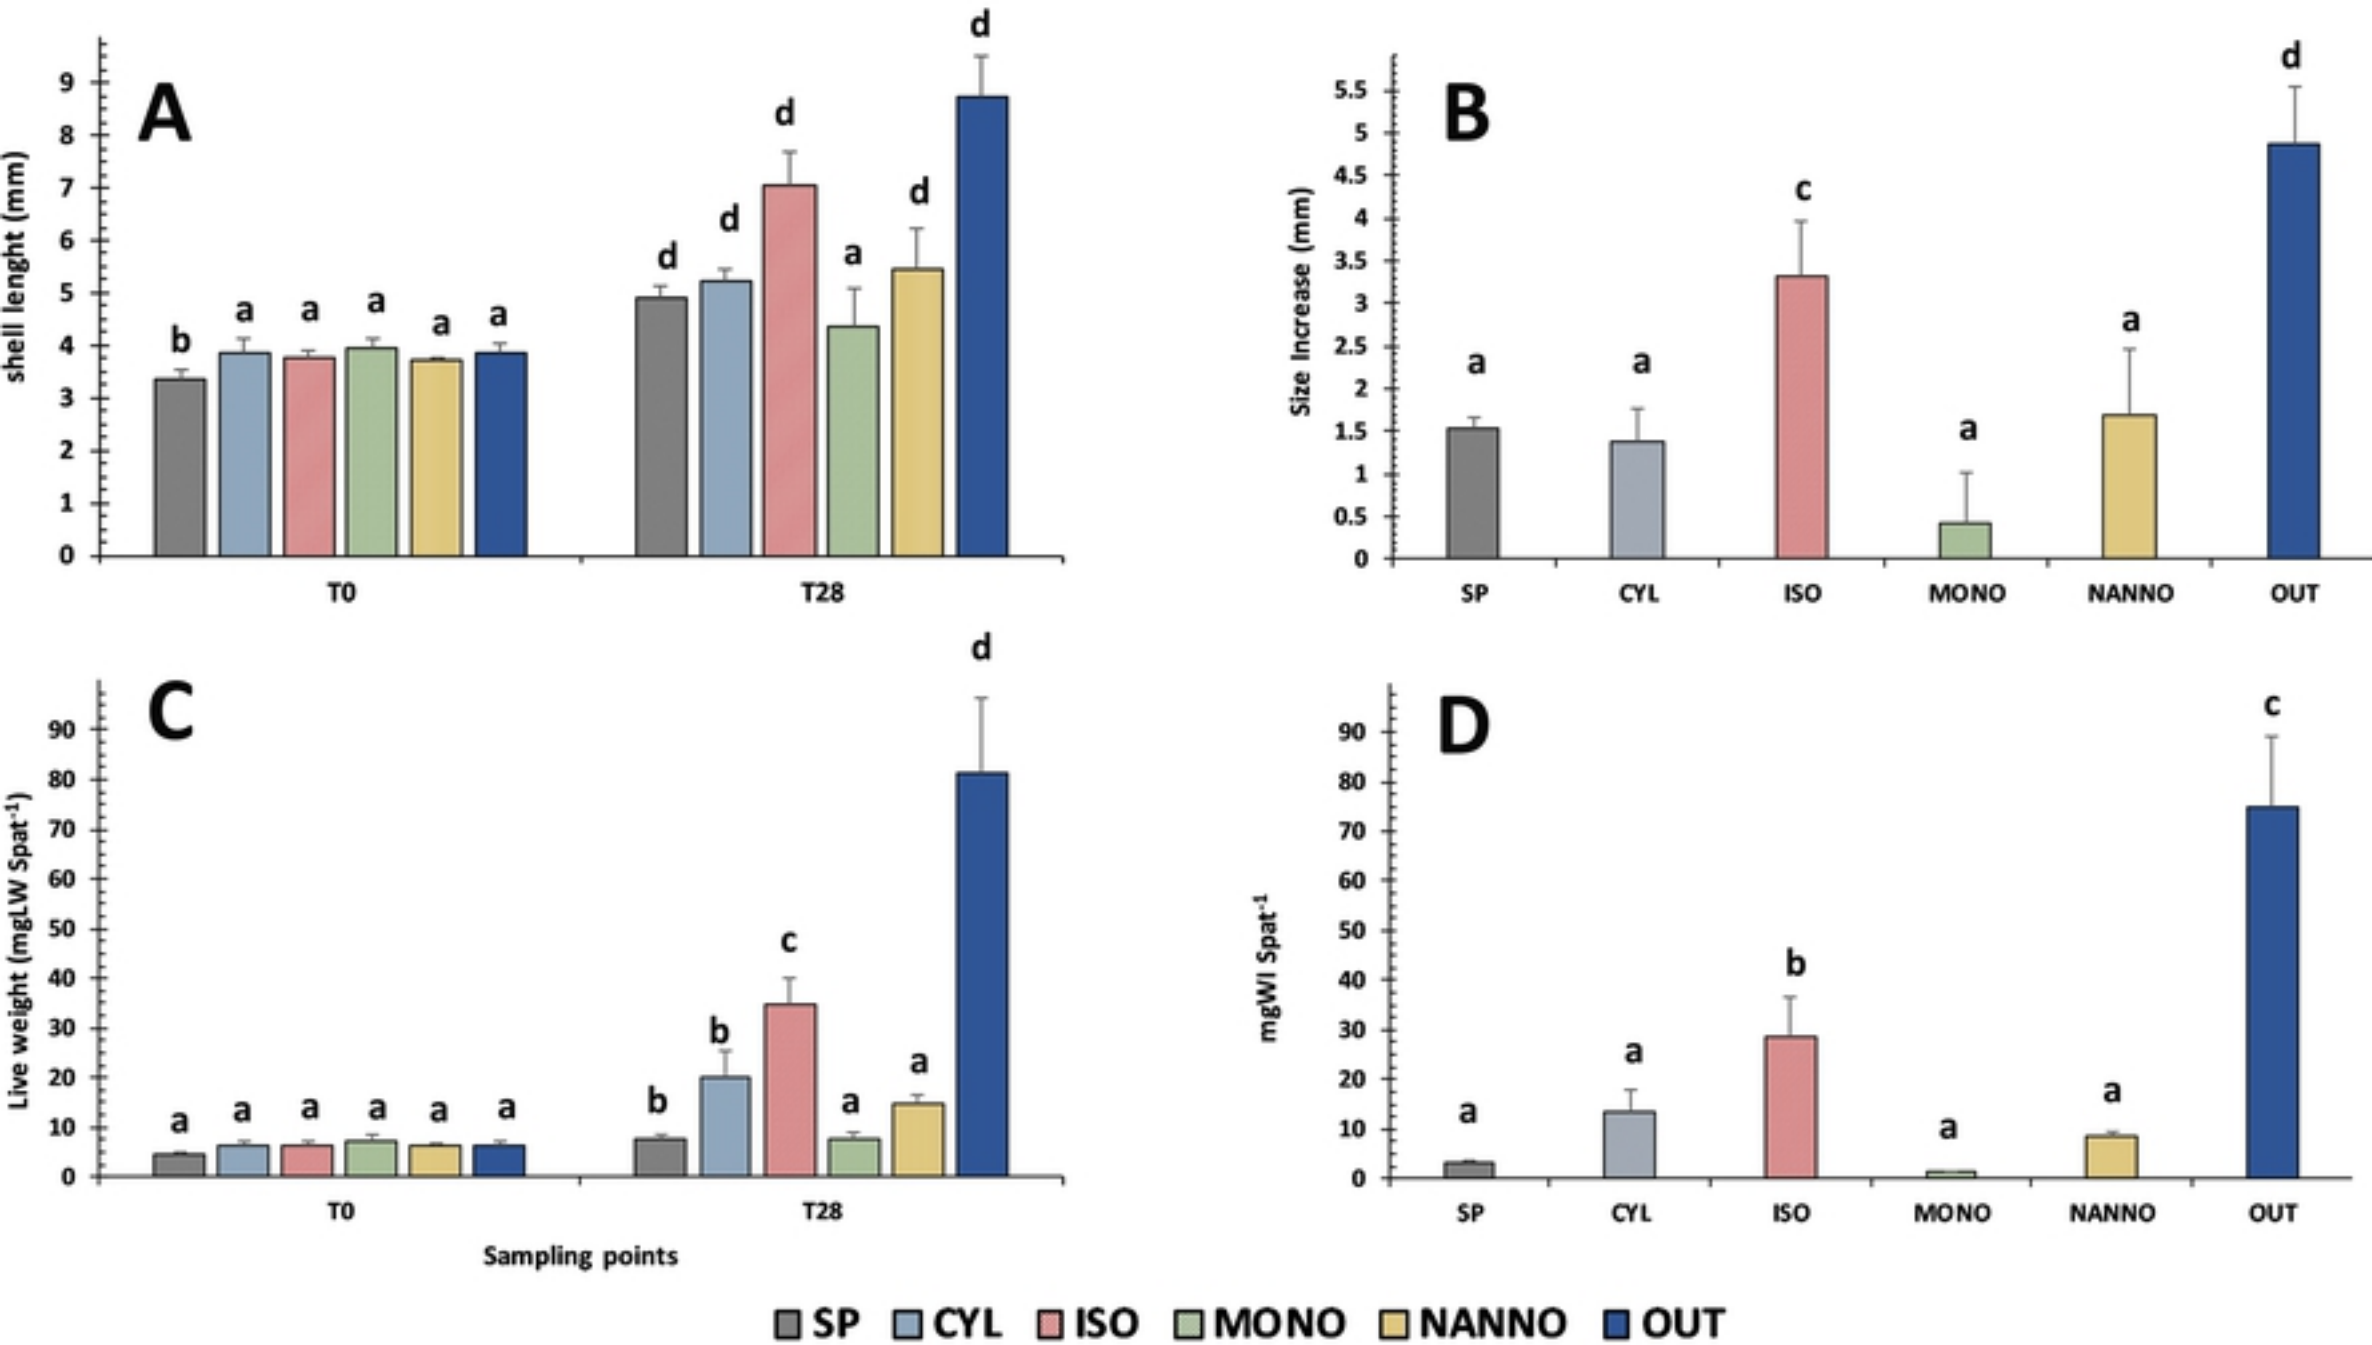 A
shell lenght (mm)
9
8
7
6
5
4
3
2
1
0
b
a
a
a
a
a
d
d
d
a
d
d
T0
T28
B
Size Increase (mm)
5.5
5
4.5
4
3.5
3
2.5
2
1.5
1
0.5
0
a
a
c
a
a
d
SP
CYL
ISO
MONO
NANNO
OUT
C
Live weight (mgLW Spat⁻¹)
90
80
70
60
50
40
30
20
10
0
a
a
a
a
a
a
b
b
c
a
a
d
T0
T28
Sampling points
D
mgWI Spat⁻¹
90
80
70
60
50
40
30
20
10
0
a
a
b
a
a
c
SP
CYL
ISO
MONO
NANNO
OUT
SP CYL ISO MONO NANNO OUT